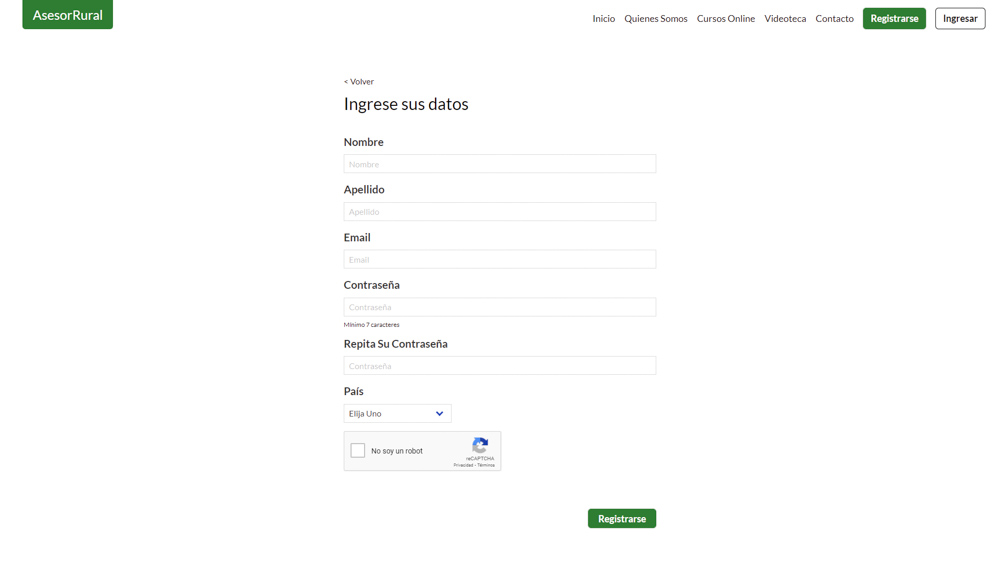 AsesorRural
Inicio Quienes Somos Cursos Online Videoteca Contacto Registrarse Ingresar
< Volver
Ingrese sus datos
Nombre
Nombre
Apellido
Apellido
Email
Email
Contraseña
Contraseña
Mínimo 7 caracteres
Repita Su Contraseña
Contraseña
País
Elija Uno
No soy un robot
reCAPTCHA
Privacidad - Términos
Registrarse